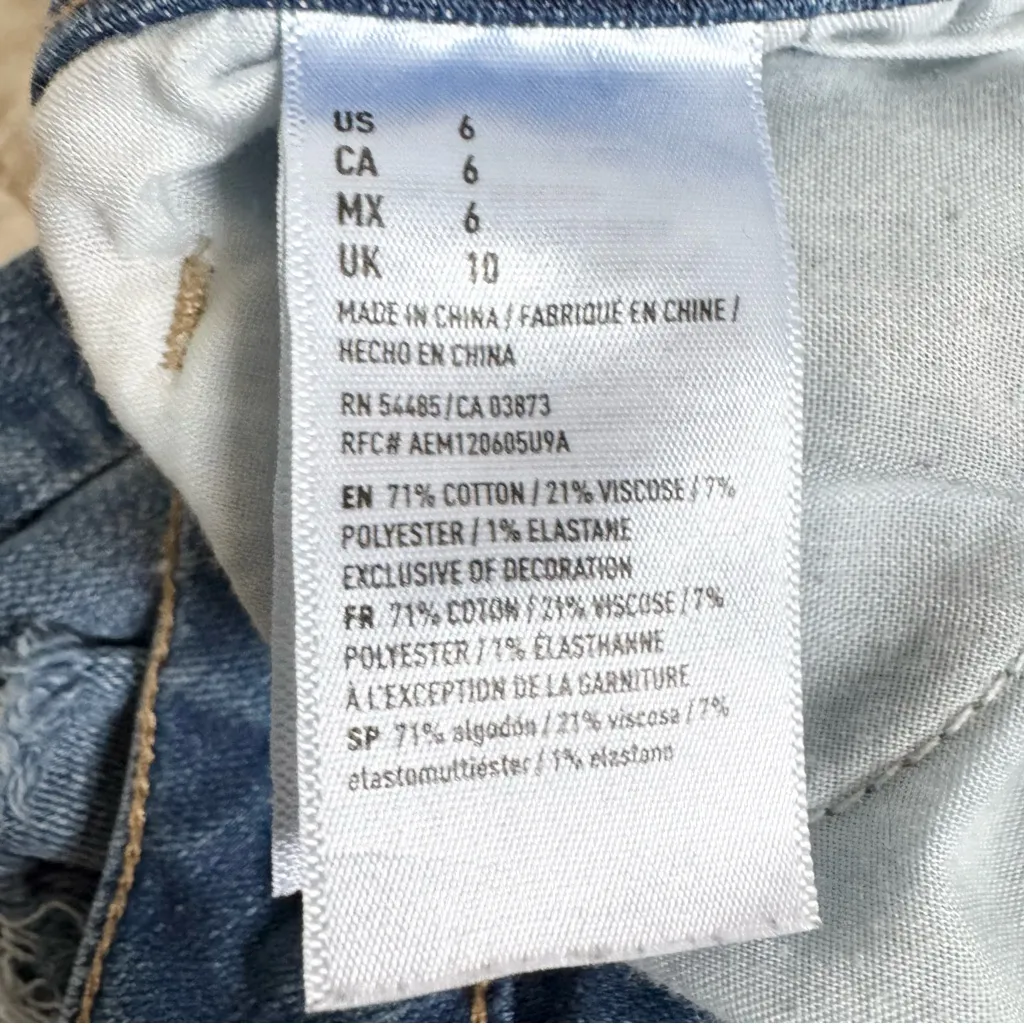 US 6
CA 6
MX 6
UK 10
MADE IN CHINA / FABRIQUÉ EN CHINE /
HECHO EN CHINA
RN 54485/CA 03873
RFC# AEM120605U9A
EN 71% COTTON / 21% VISCOSE / 7%
POLYESTER / 1% ELASTANE
EXCLUSIVE OF DECORATION
FR 71% COTON / 21% VISCOSE / 7%
POLYESTER / 1% ÉLASTHANNE
À L'EXCEPTION DE LA GARNITURE
SP 71% algodón / 21% viscosa / 7%
elastomultiéster / 1% elastano